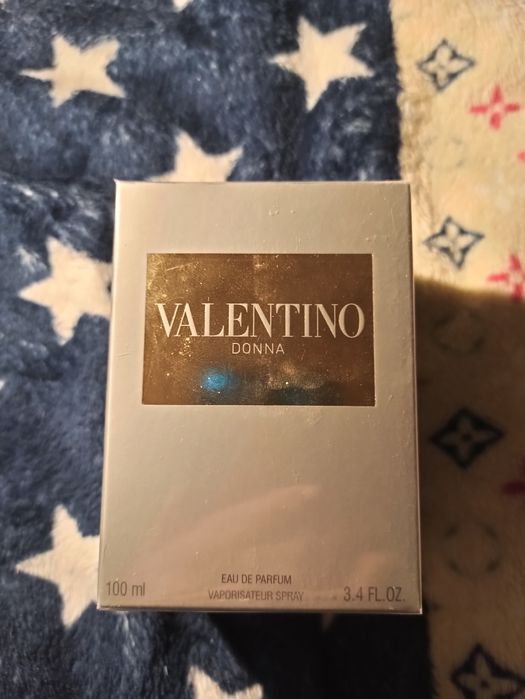 VALENTINO
DONNA
EAU DE PARFUM
100 ml VAPORISATEUR SPRAY 3.4 FL.OZ.